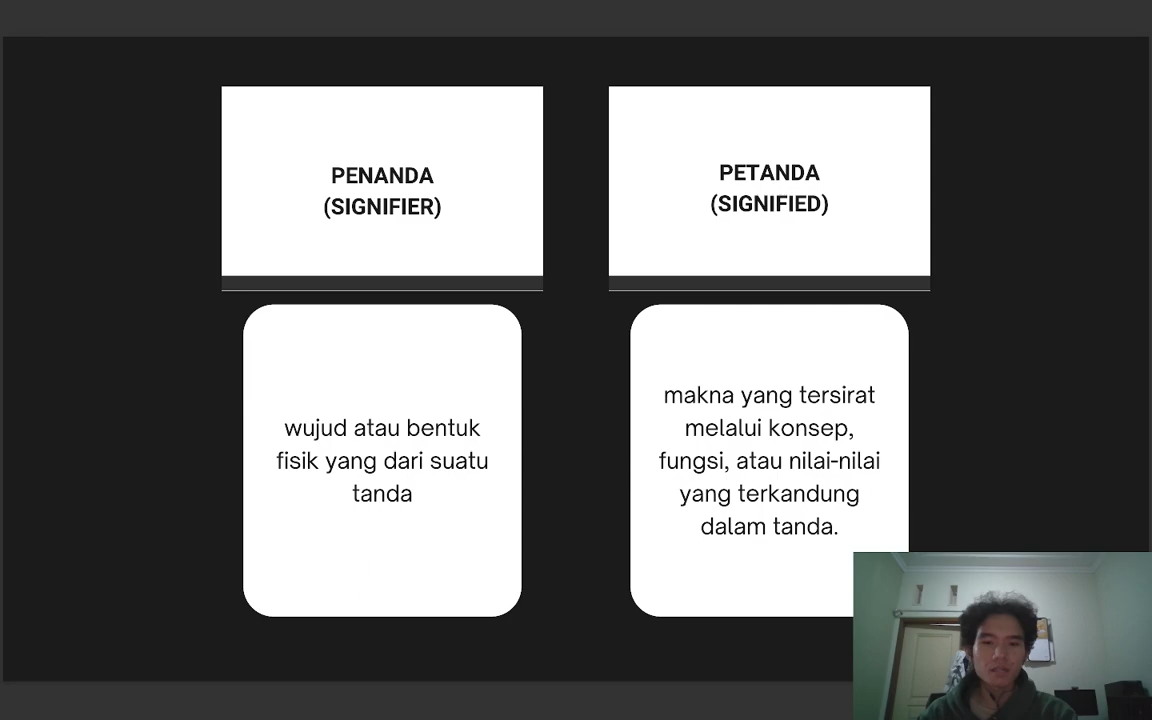 PENANDA
(SIGNIFIER)
PETANDA
(SIGNIFIED)
wujud atau bentuk
fisik yang dari suatu
tanda
makna yang tersirat
melalui konsep,
fungsi, atau nilai-nilai
yang terkandung
dalam tanda.